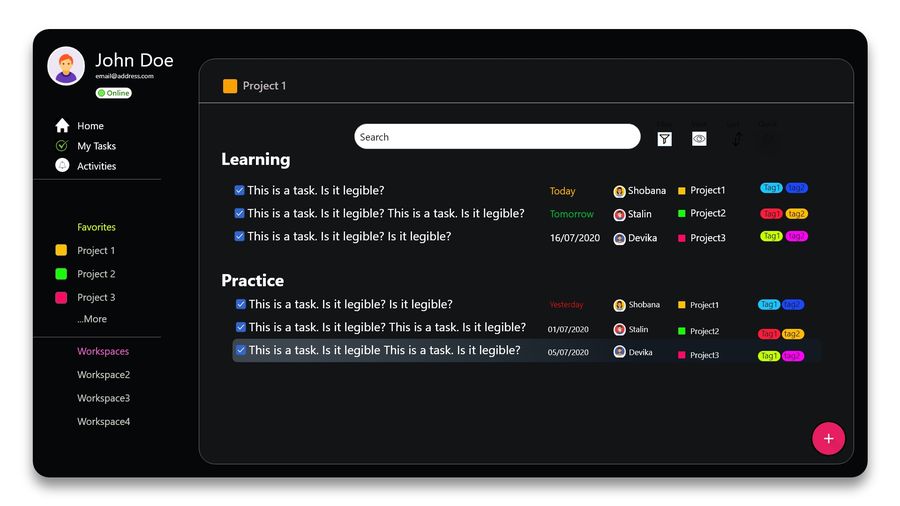 John Doe
email@address.com
Online
Home
My Tasks
Activities
Favorites
Project 1
Project 2
Project 3
...More
Workspaces
Workspace2
Workspace3
Workspace4
Project 1
Search
Learning
This is a task. Is it legible? Today Shobana Project1 Tag1 tag2
This is a task. Is it legible? This is a task. Is it legible? Tomorrow Stalin Project2 Tag1 tag2
This is a task. Is it legible? Is it legible? 16/07/2020 Devika Project3 Tag1 tag2
Practice
This is a task. Is it legible? Is it legible? Yesterday Shobana Project1 Tag1 tag2
This is a task. Is it legible? This is a task. Is it legible? 01/07/2020 Stalin Project2 Tag1 tag2
This is a task. Is it legible This is a task. Is it legible? 05/07/2020 Devika Project3 Tag1 tag2